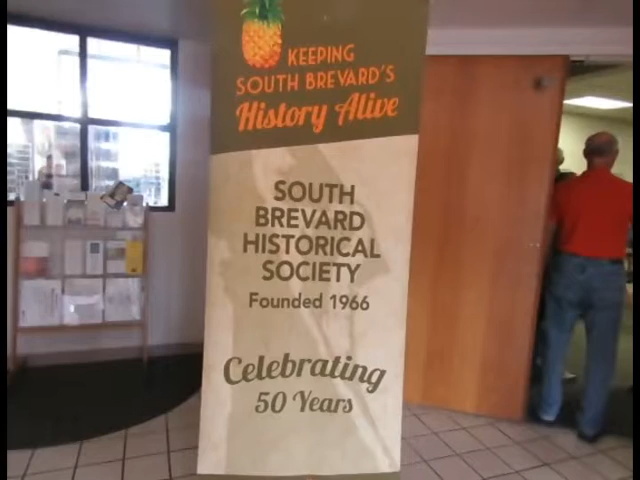 KEEPING
SOUTH BREVARD'S
History Alive
SOUTH
BREVARD
HISTORICAL
SOCIETY
Founded 1966
Celebrating
50 Years